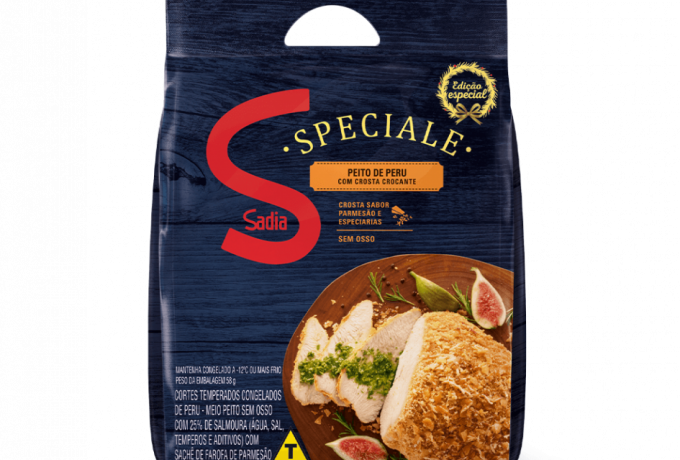 Edição
especial
SPECIALE
PEITO DE PERU
COM CROSTA CROCANTE
CROSTA SABOR
PARMESÃO E
ESPECIARIAS
SEM OSSO
Sadia
MANTENHA CONGELADO A -12°C OU MAIS FRIO
PESO DA EMBALAGEM 58 g
CORTES TEMPERADOS CONGELADOS
DE PERU - MEIO PEITO SEM OSSO
COM 25% DE SALMOURA (ÁGUA, SAL,
TEMPEROS E ADITIVOS) COM
SACHÊ DE FAROFA DE PARMESÃO
T